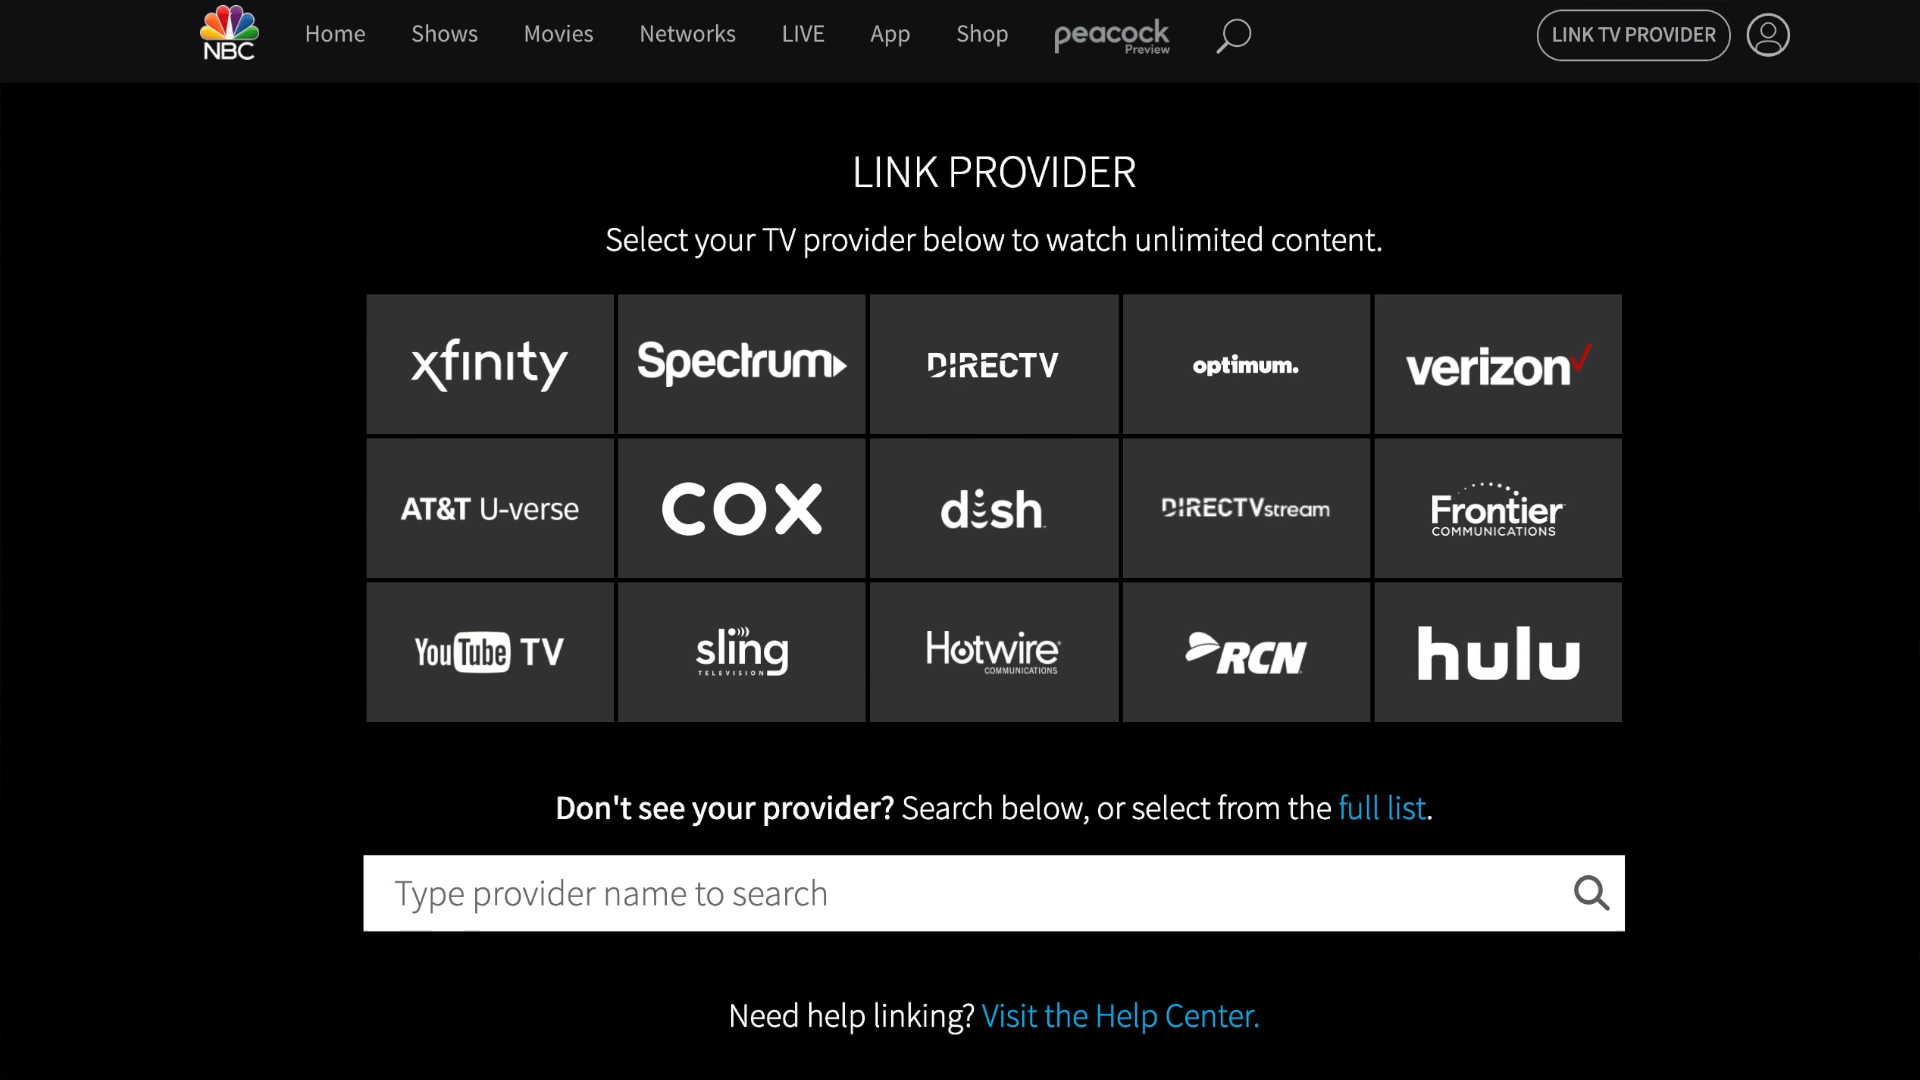 NBC Home Shows Movies Networks LIVE App Shop peacock Preview LINK TV PROVIDER
LINK PROVIDER
Select your TV provider below to watch unlimited content.
xfinity Spectrum DIRECTV optimum. verizon
AT&T U-verse COX dish DIRECTV stream Frontier COMMUNICATIONS
YouTube TV sling TELEVISION Hotwire COMMUNICATIONS RCN hulu
Don't see your provider? Search below, or select from the full list.
Type provider name to search
Need help linking? Visit the Help Center.